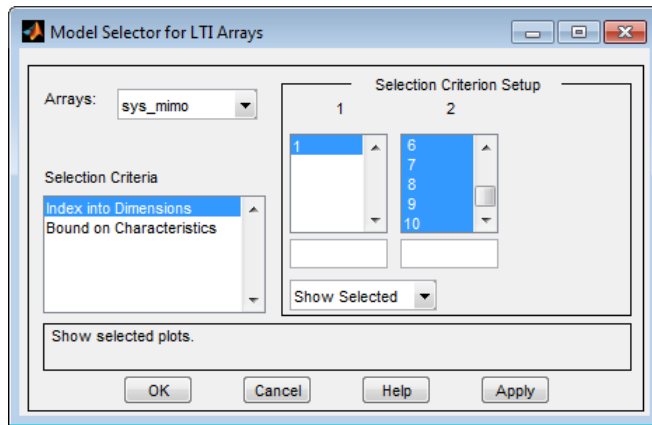 Model Selector for LTI Arrays
Arrays:
sys_mimo
Selection Criteria
Index into Dimensions
Bound on Characteristics
Selection Criterion Setup
1 2
1
6
7
8
9
10
Show Selected
Show selected plots.
OK Cancel Help Apply